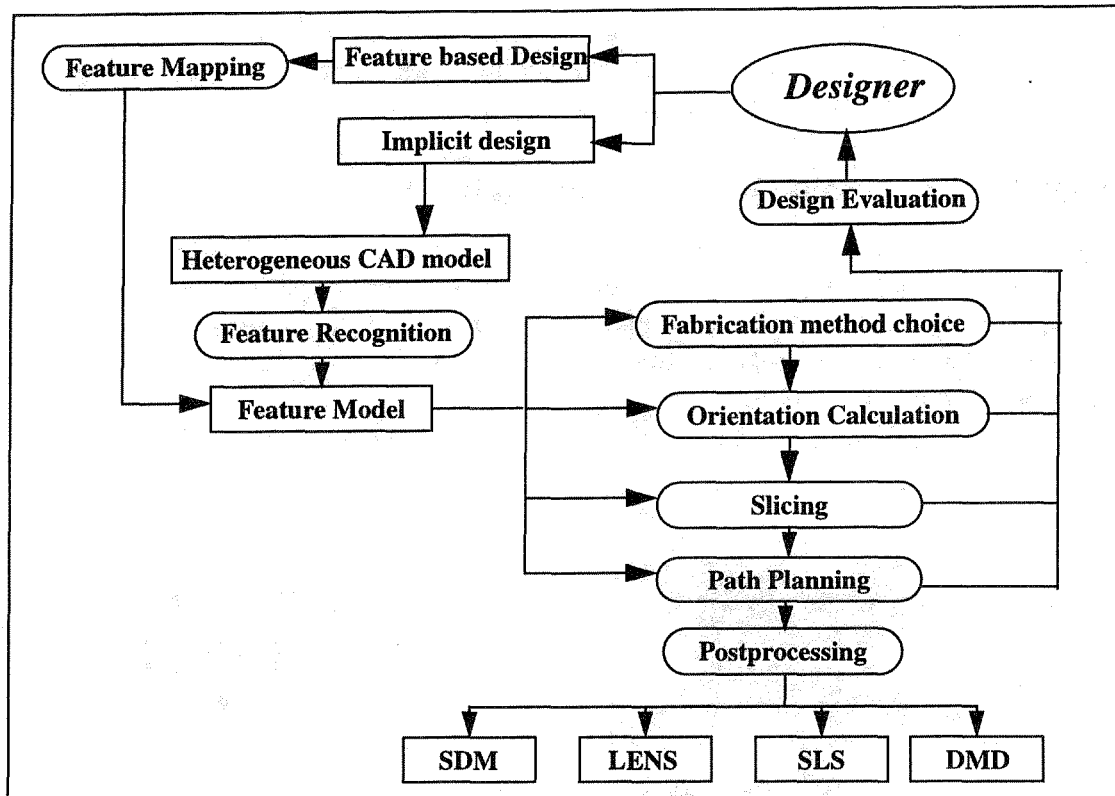 Feature Mapping
Feature based Design
Designer
Implicit design
Design Evaluation
Heterogeneous CAD model
Feature Recognition
Fabrication method choice
Feature Model
Orientation Calculation
Slicing
Path Planning
Postprocessing
SDM
LENS
SLS
DMD